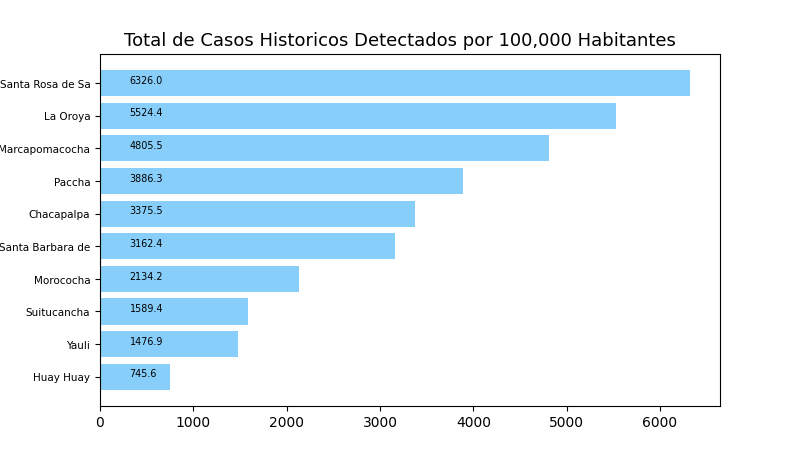 Total de Casos Historicos Detectados por 100,000 Habitantes
Santa Rosa de Sa 6326.0
La Oroya 5524.4
Marcapomacocha 4805.5
Paccha 3886.3
Chacapalpa 3375.5
Santa Barbara de 3162.4
Morococha 2134.2
Suitucancha 1589.4
Yauli 1476.9
Huay Huay 745.6
0 1000 2000 3000 4000 5000 6000